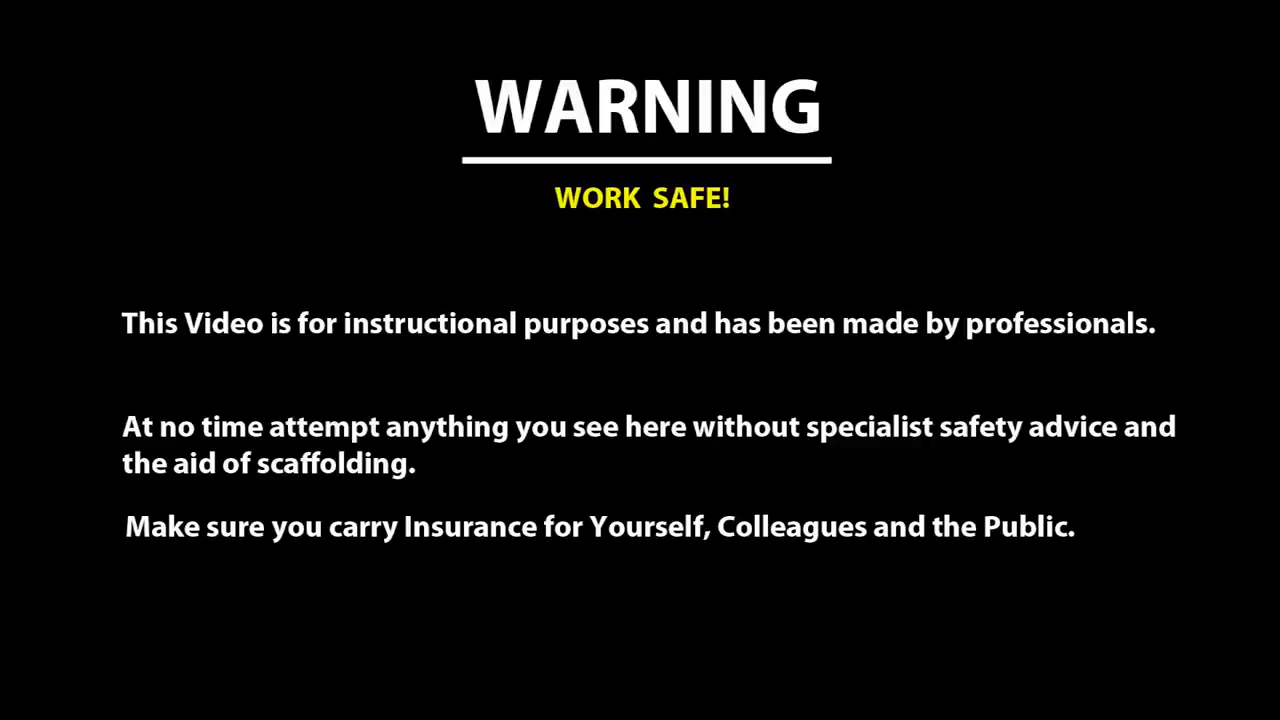 WARNING
WORK SAFE!
This Video is for instructional purposes and has been made by professionals.
At no time attempt anything you see here without specialist safety advice and
the aid of scaffolding.
Make sure you carry Insurance for Yourself, Colleagues and the Public.